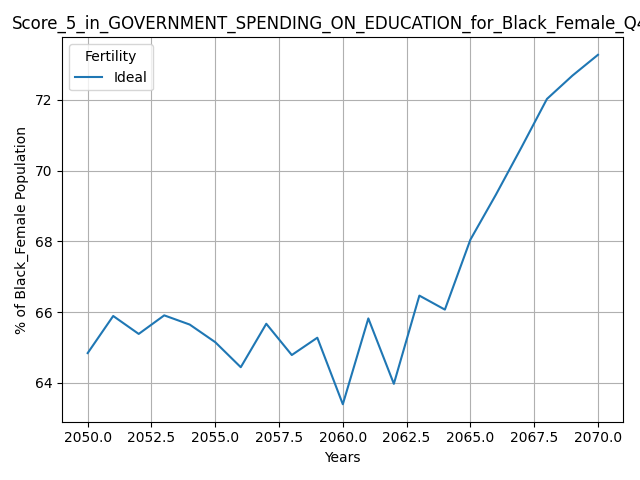 Score_5_in_GOVERNMENT_SPENDING_ON_EDUCATION_for_Black_Female_Q4
Fertility
Ideal
% of Black_Female Population
72
70
68
66
64
2050.0 2052.5 2055.0 2057.5 2060.0 2062.5 2065.0 2067.5 2070.0
Years